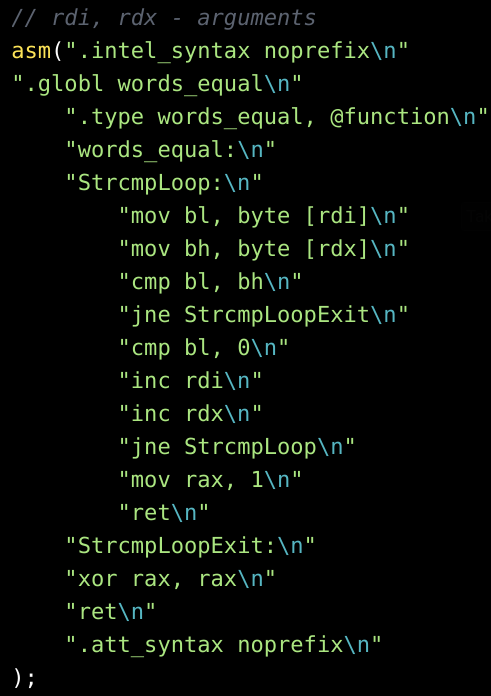 // rdi, rdx - arguments
asm(".intel_syntax noprefix\n"
".globl words_equal\n"
".type words_equal, @function\n"
"words_equal:\n"
"StrcmpLoop:\n"
"mov bl, byte [rdi]\n"
"mov bh, byte [rdx]\n"
"cmp bl, bh\n"
"jne StrcmpLoopExit\n"
"cmp bl, 0\n"
"inc rdi\n"
"inc rdx\n"
"jne StrcmpLoop\n"
"mov rax, 1\n"
"ret\n"
"StrcmpLoopExit:\n"
"xor rax, rax\n"
"ret\n"
".att_syntax noprefix\n"
);